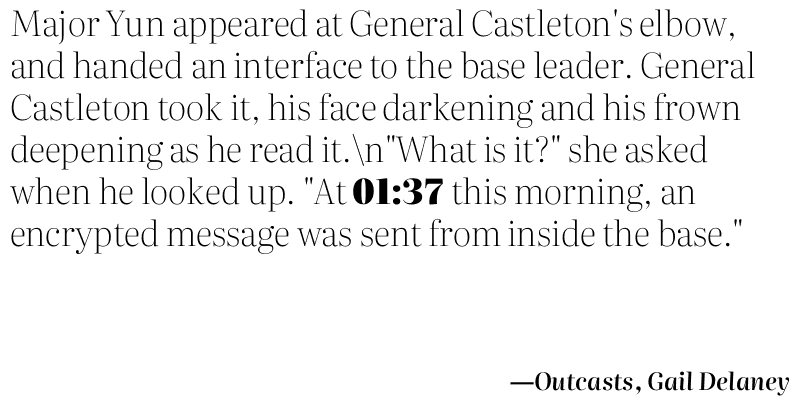 Major Yun appeared at General Castleton's elbow,
and handed an interface to the base leader. General
Castleton took it, his face darkening and his frown
deepening as he read it.\n"What is it?" she asked
when he looked up. "At 01:37 this morning, an
encrypted message was sent from inside the base."
—Outcasts, Gail Delaney